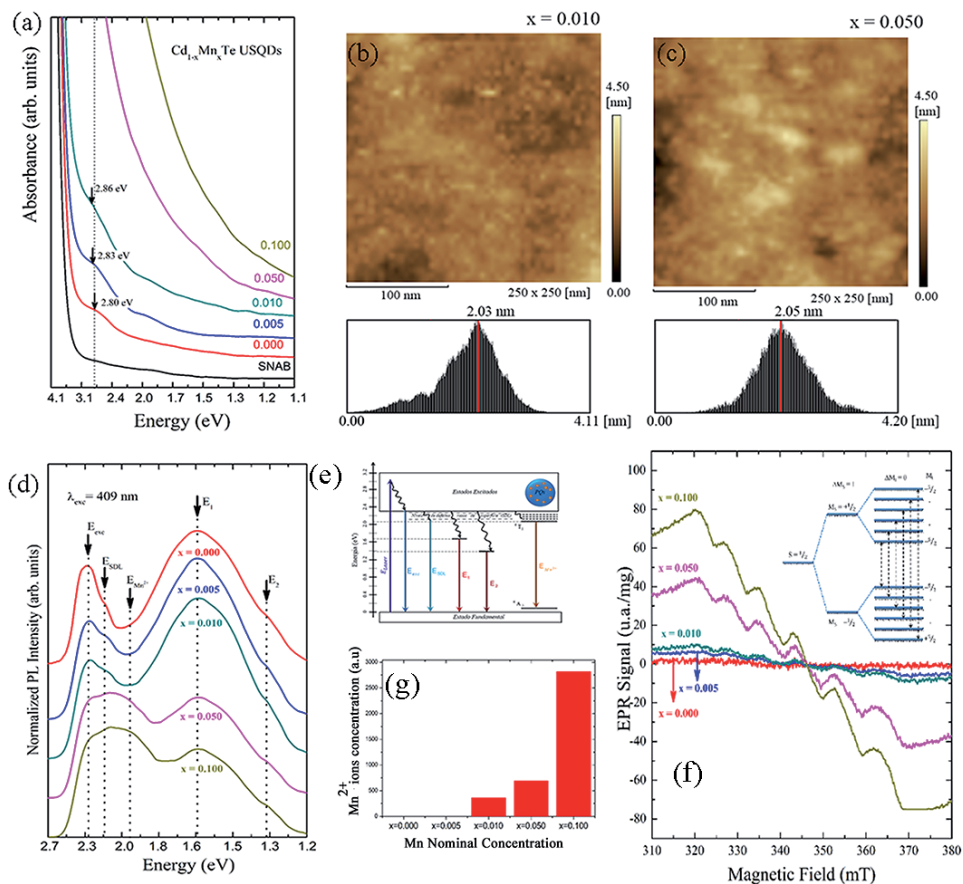 (a)
Cd1-xMnxTe USQDs
Absorbance (arb. units)
2.86 eV
2.83 eV
2.80 eV
0.100
0.050
0.010
0.005
0.000
SNAB
4.1 3.1 2.4 2.0 1.7 1.5 1.3 1.2 1.1
Energy (eV)
x = 0.010
(b)
4.50
[nm]
0.00
100 nm
250 x 250 [nm]
2.03 nm
0.00
4.11 [nm]
x = 0.050
(c)
4.50
[nm]
0.00
100 nm
250 x 250 [nm]
2.05 nm
0.00
4.20 [nm]
(d)
λexc = 409 nm
Eexc
ESDL
EMn2+
E1
E2
x = 0.000
x = 0.005
x = 0.010
x = 0.050
x = 0.100
Normalized PL Intensity (arb. units)
2.7 2.3 2.0 1.8 1.6 1.5 1.3 1.2
Energy (eV)
(e)
Estados Excitados
Energia (eV)
ELaser
Estado Fundamental
(g)
3000
2500
2000
1500
1000
500
0
Mn2+ ions concentration (a.u)
x=0.000 x=0.005 x=0.010 x=0.050 x=0.100
Mn Nominal Concentration
100
80
60
40
20
0
-20
-40
-60
-80
EPR Signal (u.a./mg)
x = 0.100
x = 0.050
x = 0.010
x = 0.005
x = 0.000
ΔMS = 1
ΔMI = 0
MI
(f)
310 320 330 340 350 360 370 380
Magnetic Field (mT)